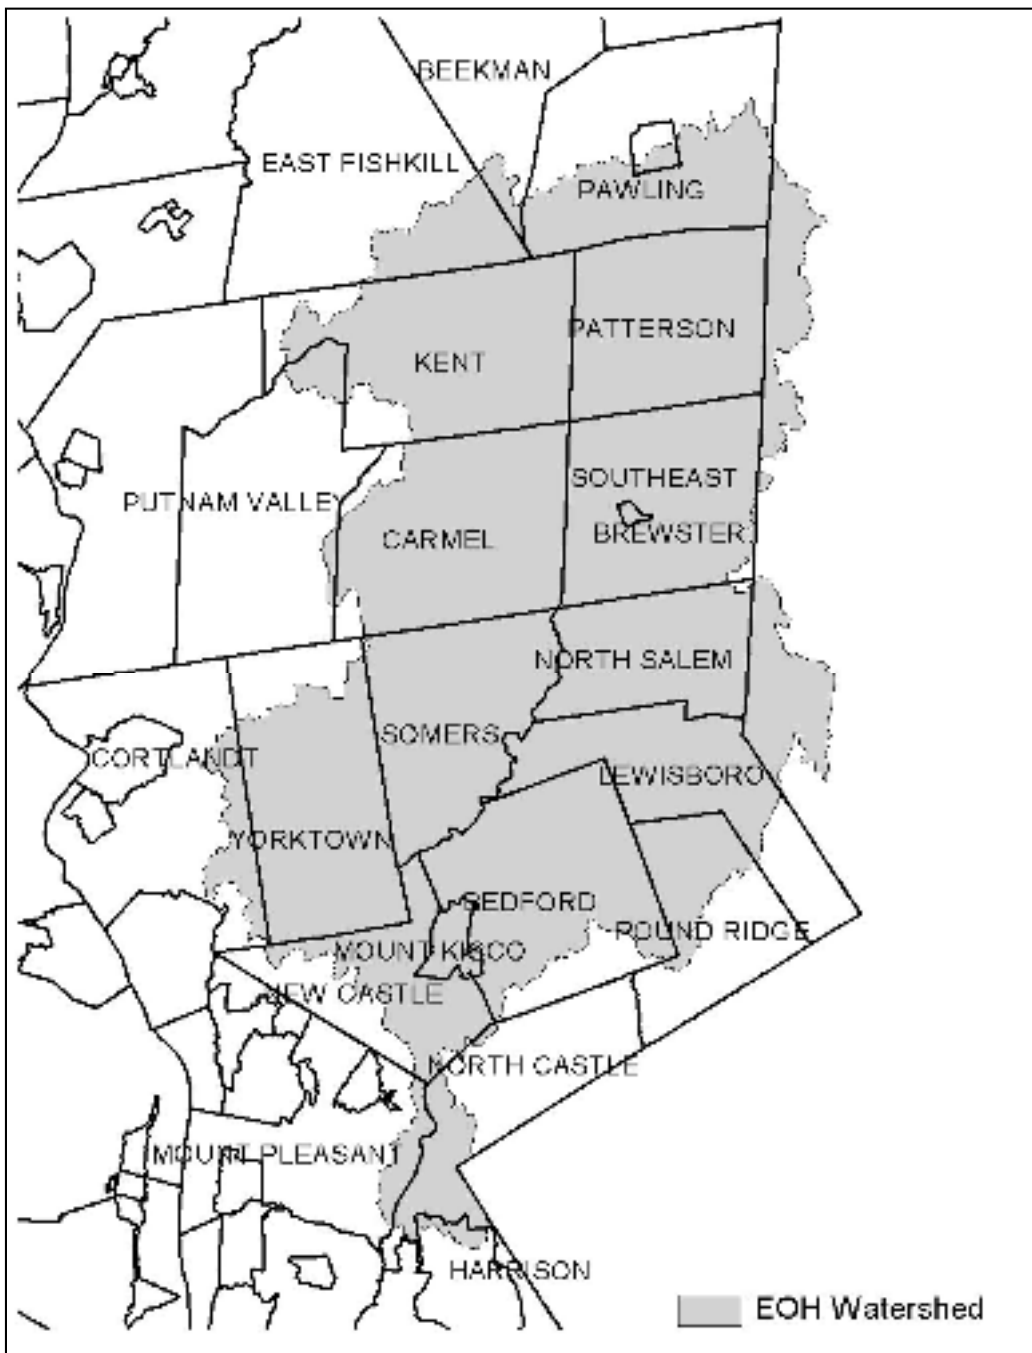 BEEKMAN
EAST FISHKILL
PAWLING
PATTERSON
KENT
SOUTHEAST
PUTNAM VALLEY
BREWSTER
CARMEL
NORTH SALEM
SOMERS
CORTLANDT
LEWISBORO
YORKTOWN
BEDFORD
POUND RIDGE
MOUNT KISCO
NEW CASTLE
NORTH CASTLE
MOUNT PLEASANT
HARRISON
EOH Watershed